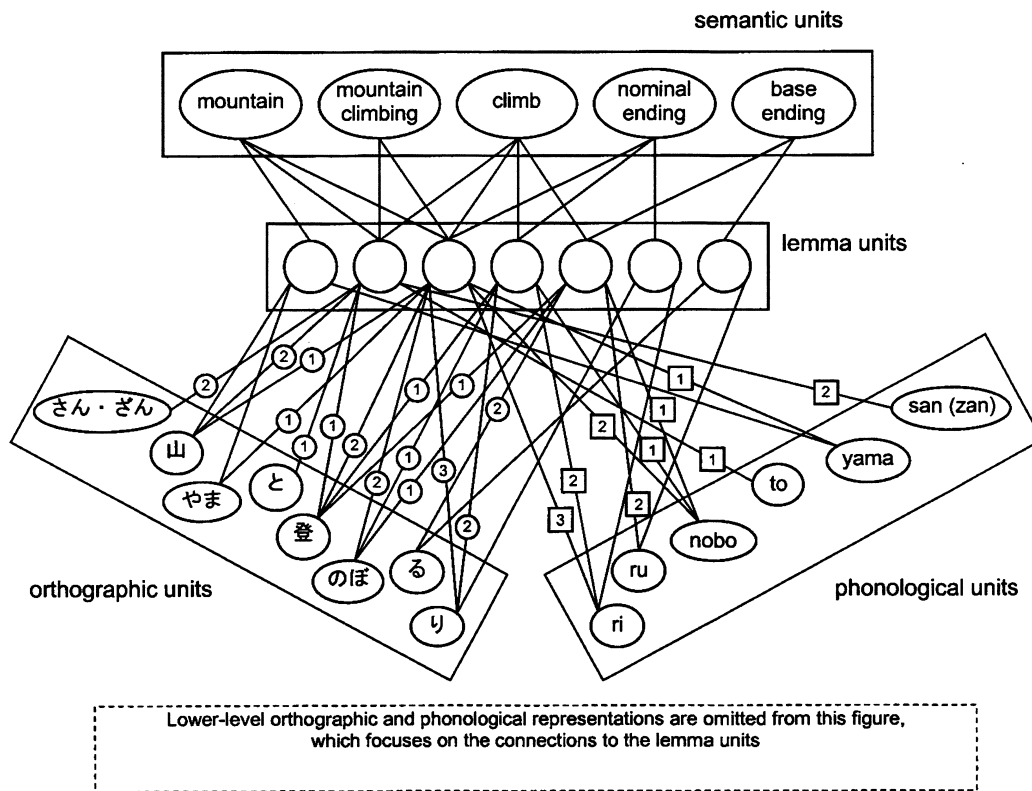 semantic units
mountain
mountain
climbing
climb
nominal
ending
base
ending
lemma units
2
2
1
1
1
1
2
1
1
2
1
1
2
3
2
1
2
1
2
1
1
2
3
2
さん・ざん
山
やま
と
登
のぼ
る
り
san (zan)
yama
to
nobo
ru
ri
orthographic units
phonological units
Lower-level orthographic and phonological representations are omitted from this figure,
which focuses on the connections to the lemma units